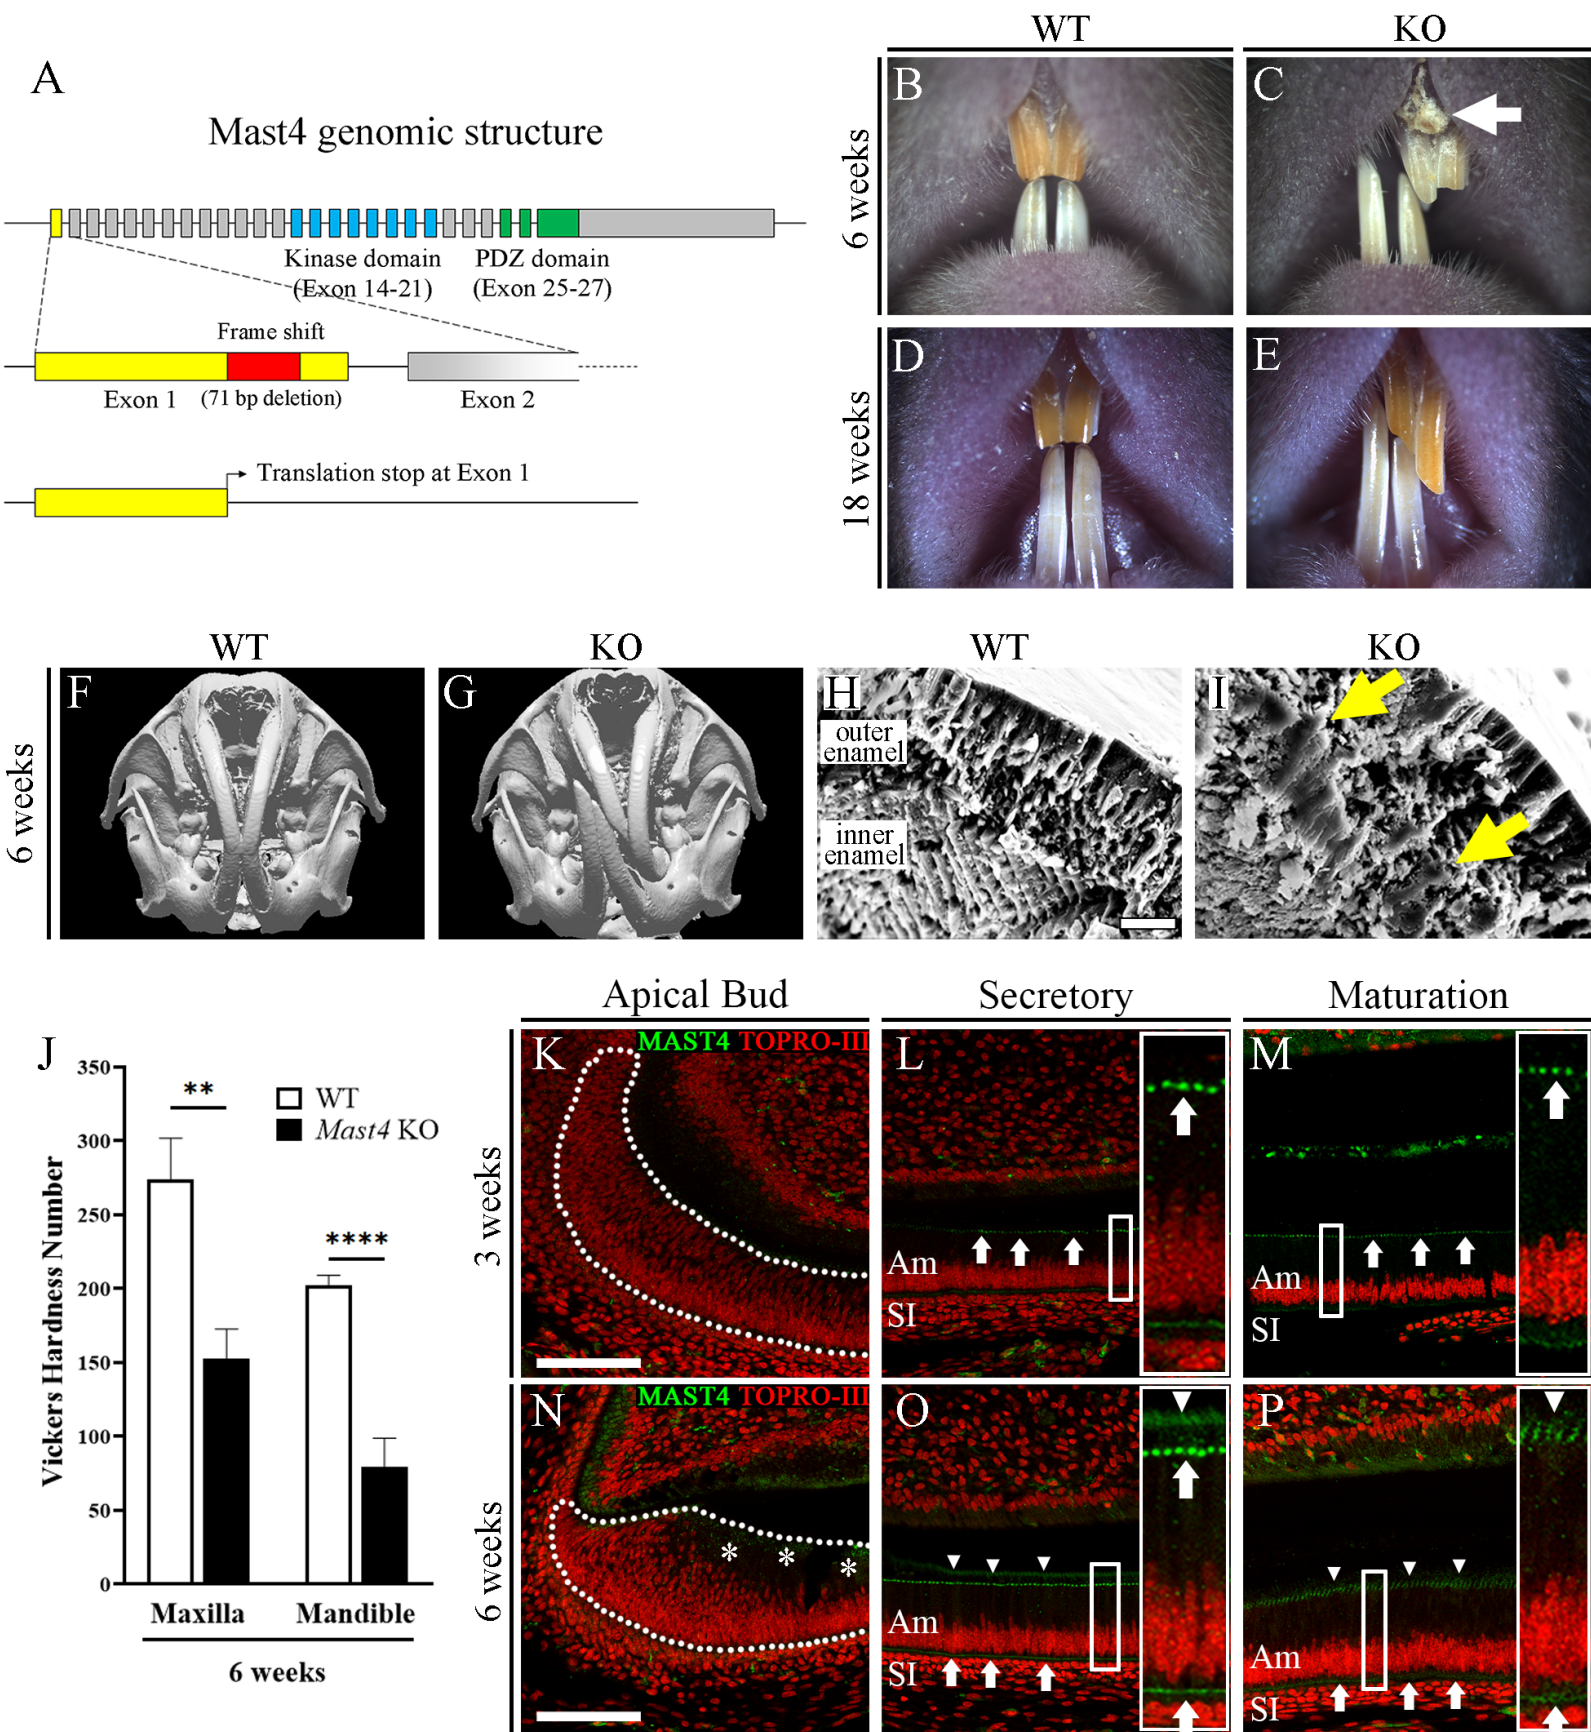 A
Mast4 genomic structure
Kinase domain
(Exon 14-21)
PDZ domain
(Exon 25-27)
Frame shift
Exon 1
(71 bp deletion)
Exon 2
Translation stop at Exon 1
WT
KO
6 weeks
B
C
18 weeks
D
E
WT
KO
WT
KO
6 weeks
F
G
H
outer
enamel
inner
enamel
I
J
350
300
250
200
150
100
50
0
Vickers Hardness Number
**
****
WT
Mast4 KO
Maxilla
Mandible
6 weeks
Apical Bud
Secretory
Maturation
3 weeks
K
MAST4 TOPRO-III
L
Am
SI
M
Am
SI
6 weeks
N
MAST4 TOPRO-III
* * *
O
Am
SI
P
Am
SI